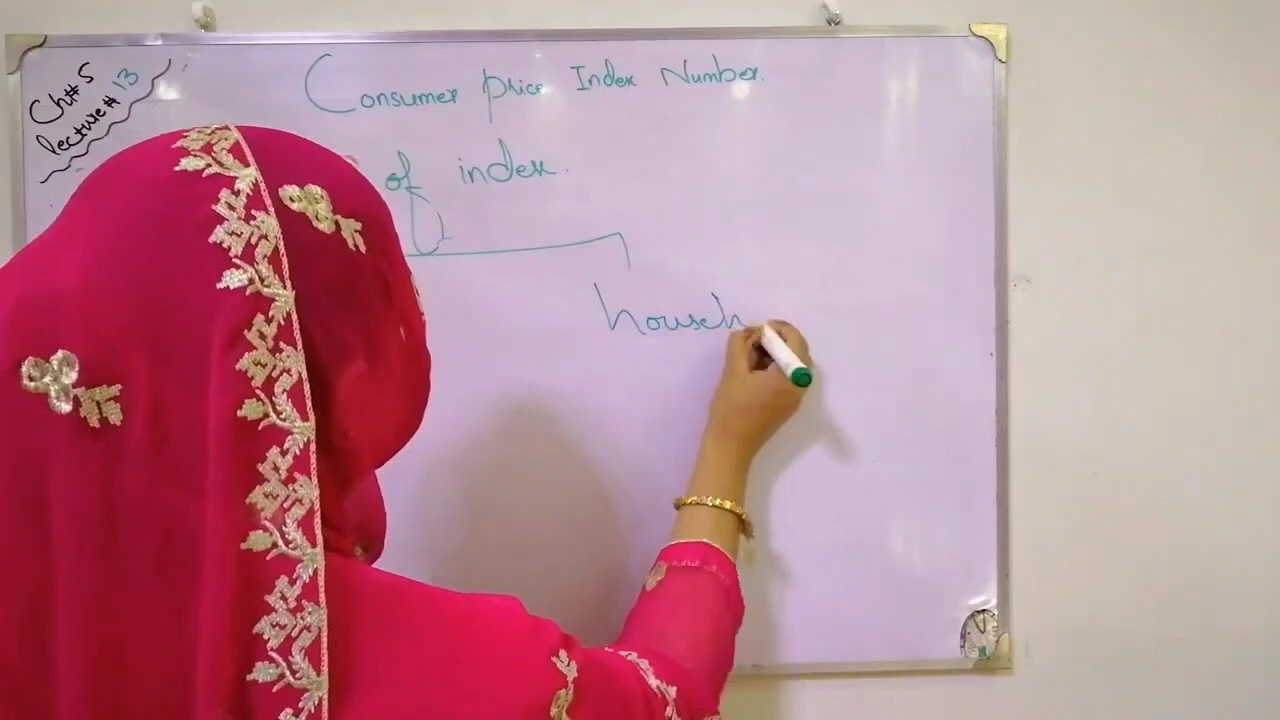 Ch# 5
Lecture# 13
Consumer price Index Number.
of index.
househ